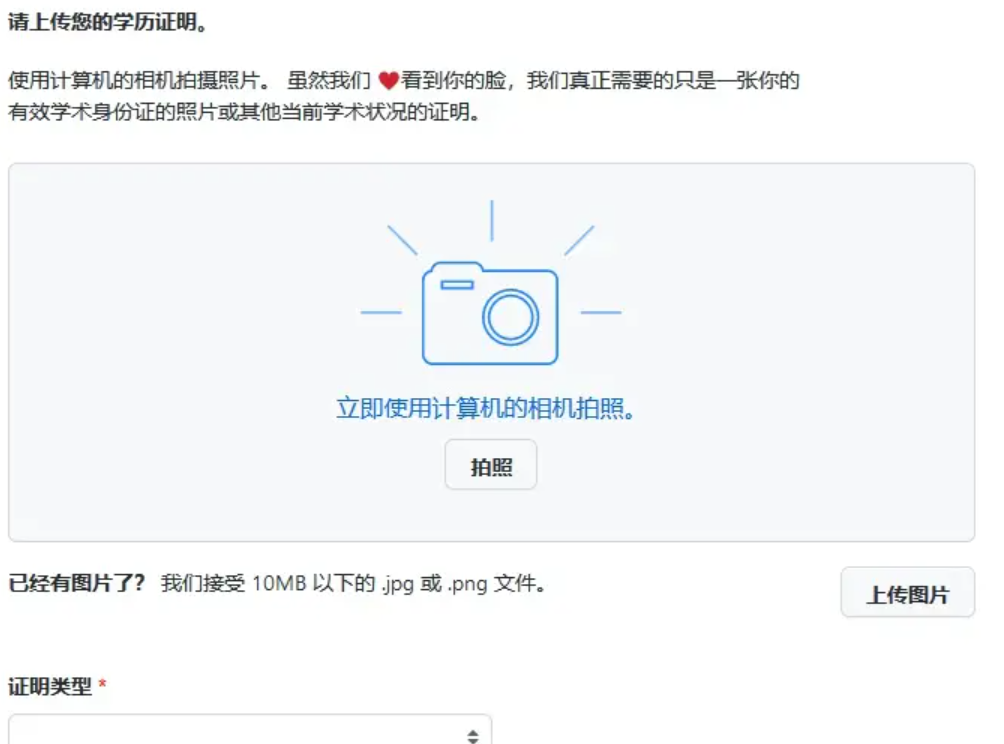 请上传您的学历证明。
使用计算机的相机拍摄照片。 虽然我们 ❤️看到你的脸，我们真正需要的只是一张你的
有效学术身份证的照片或其他当前学术状况的证明。
立即使用计算机的相机拍照。
拍照
已经有图片了？ 我们接受 10MB 以下的 .jpg 或 .png 文件。
上传图片
证明类型 *